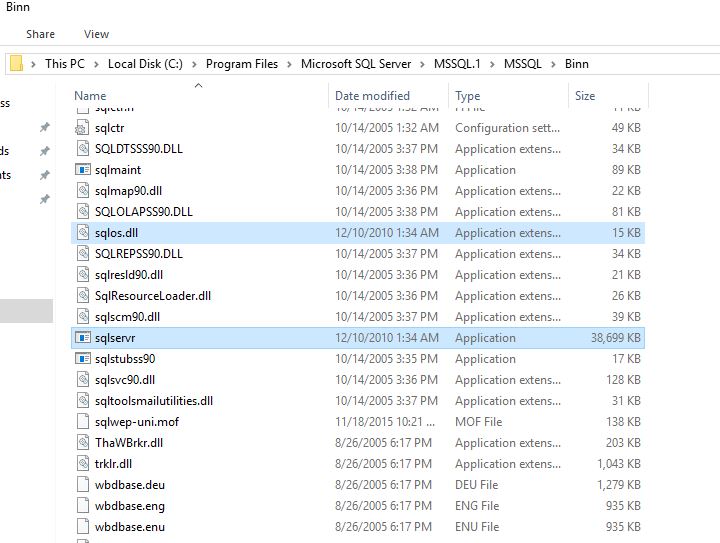 Binn
Share View
This PC > Local Disk (C:) > Program Files > Microsoft SQL Server > MSSQL.1 > MSSQL > Binn
ss
Name Date modified Type Size
sqlctr 10/14/2005 1:32 AM Configuration sett... 49 KB
SQLDTSSS90.DLL 10/14/2005 3:37 PM Application extens... 34 KB
ds sqlmaint 10/14/2005 3:38 PM Application 89 KB
nts sqlmap90.dll 10/14/2005 3:36 PM Application extens... 22 KB
SQLOLAPSS90.DLL 10/14/2005 3:38 PM Application extens... 81 KB
sqlos.dll 12/10/2010 1:34 AM Application extens... 15 KB
SQLREPSS90.DLL 10/14/2005 3:37 PM Application extens... 34 KB
sqlresld90.dll 10/14/2005 3:36 PM Application extens... 21 KB
SqlResourceLoader.dll 10/14/2005 3:36 PM Application extens... 26 KB
sqlscm90.dll 10/14/2005 3:37 PM Application extens... 39 KB
sqlservr 12/10/2010 1:34 AM Application 38,699 KB
sqlstubss90 10/14/2005 3:36 PM Application 17 KB
sqlsvc90.dll 10/14/2005 3:36 PM Application extens... 128 KB
sqltoolsmailutilities.dll 10/14/2005 3:37 PM Application extens... 31 KB
sqlwep-uni.mof 11/18/2015 10:21 ... MOF File 138 KB
ThaWBrkr.dll 8/26/2005 6:17 PM Application extens... 203 KB
trklr.dll 8/26/2005 6:17 PM Application extens... 1,043 KB
wbdbase.deu 8/26/2005 6:17 PM DEU File 1,279 KB
wbdbase.eng 8/26/2005 6:17 PM ENG File 935 KB
wbdbase.enu 8/26/2005 6:17 PM ENU File 935 KB